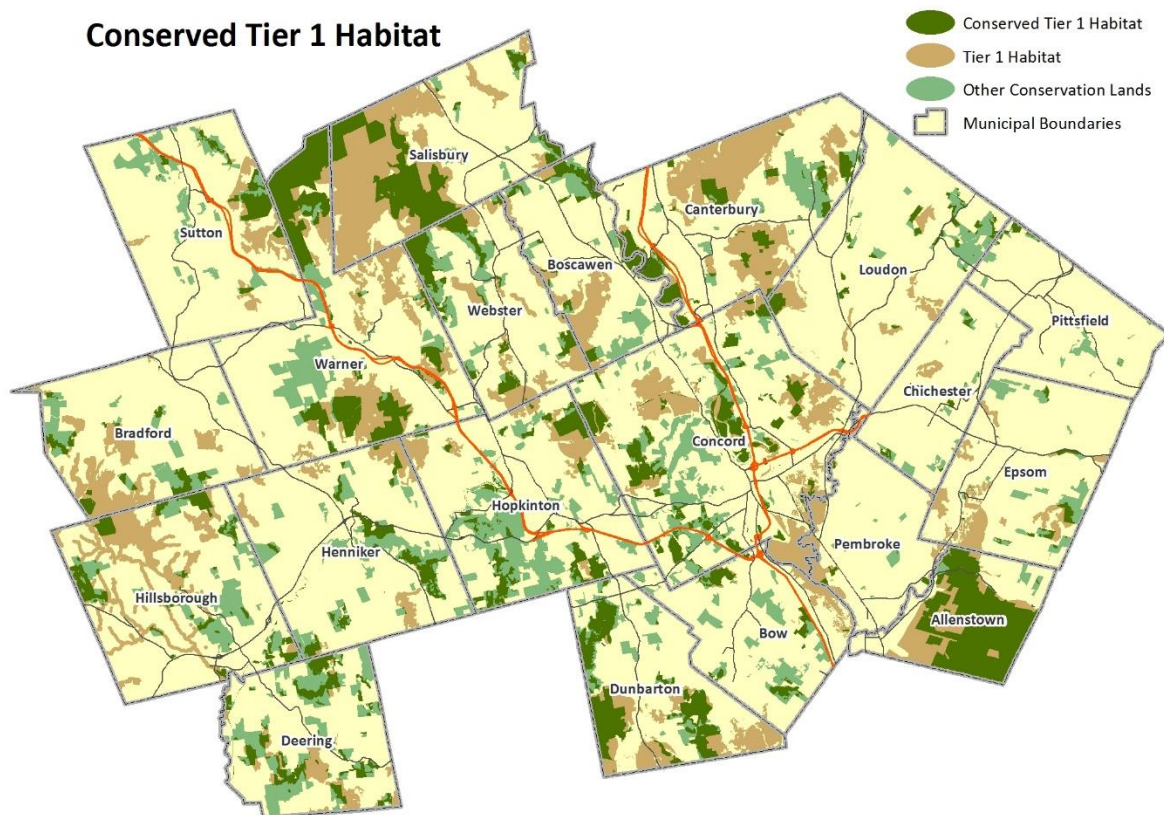 Conserved Tier 1 Habitat
Conserved Tier 1 Habitat
Tier 1 Habitat
Other Conservation Lands
Municipal Boundaries
Salisbury
Sutton
Canterbury
Boscawen
Loudon
Webster
Pittsfield
Warner
Chichester
Bradford
Concord
Epsom
Hopkinton
Henniker
Pembroke
Hillsborough
Allenstown
Bow
Dunbarton
Deering